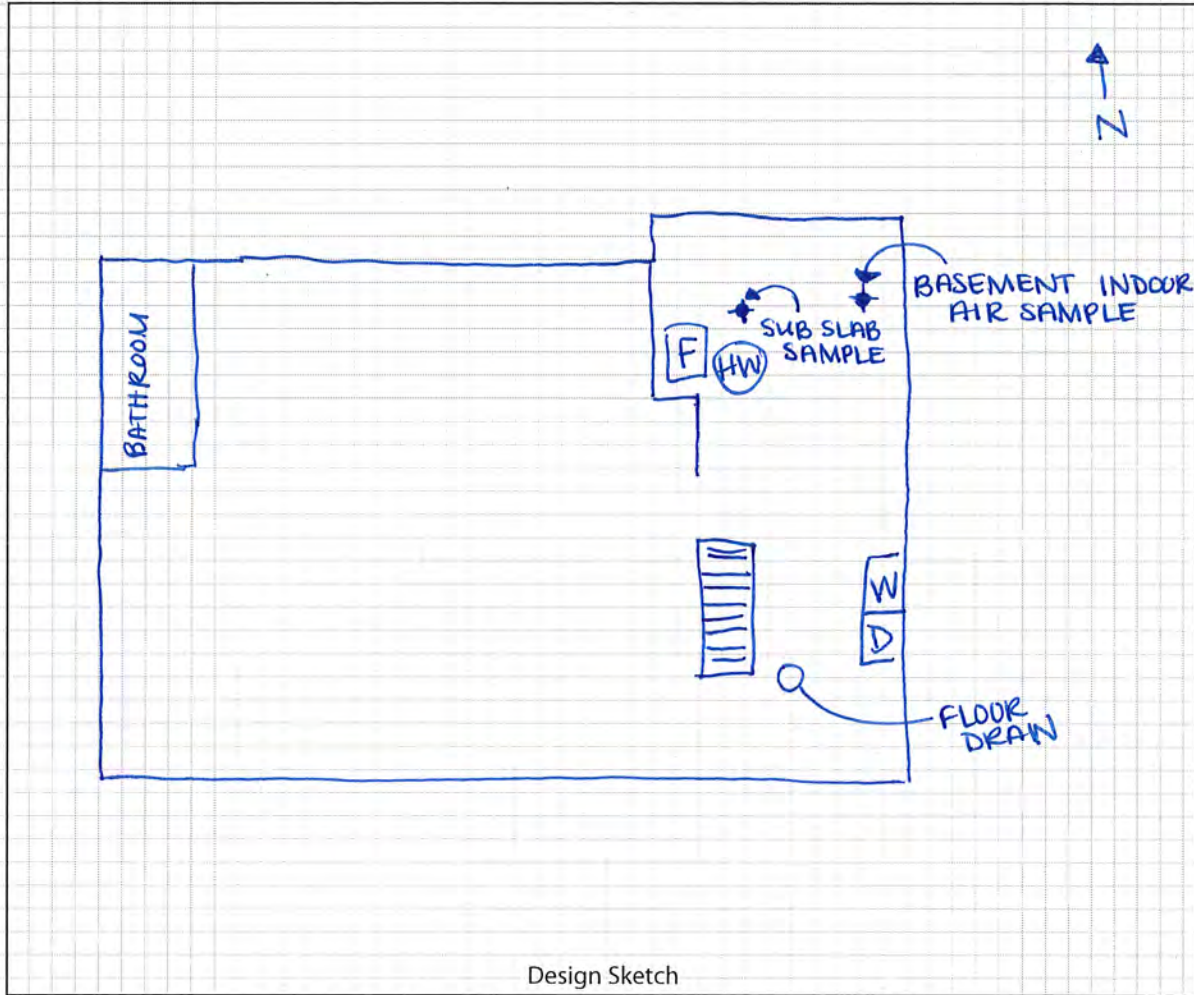 N
BASEMENT INDOOR
AIR SAMPLE
SUB SLAB
SAMPLE
F
HW
BATHROOM
W
D
FLOOR
DRAIN
Design Sketch